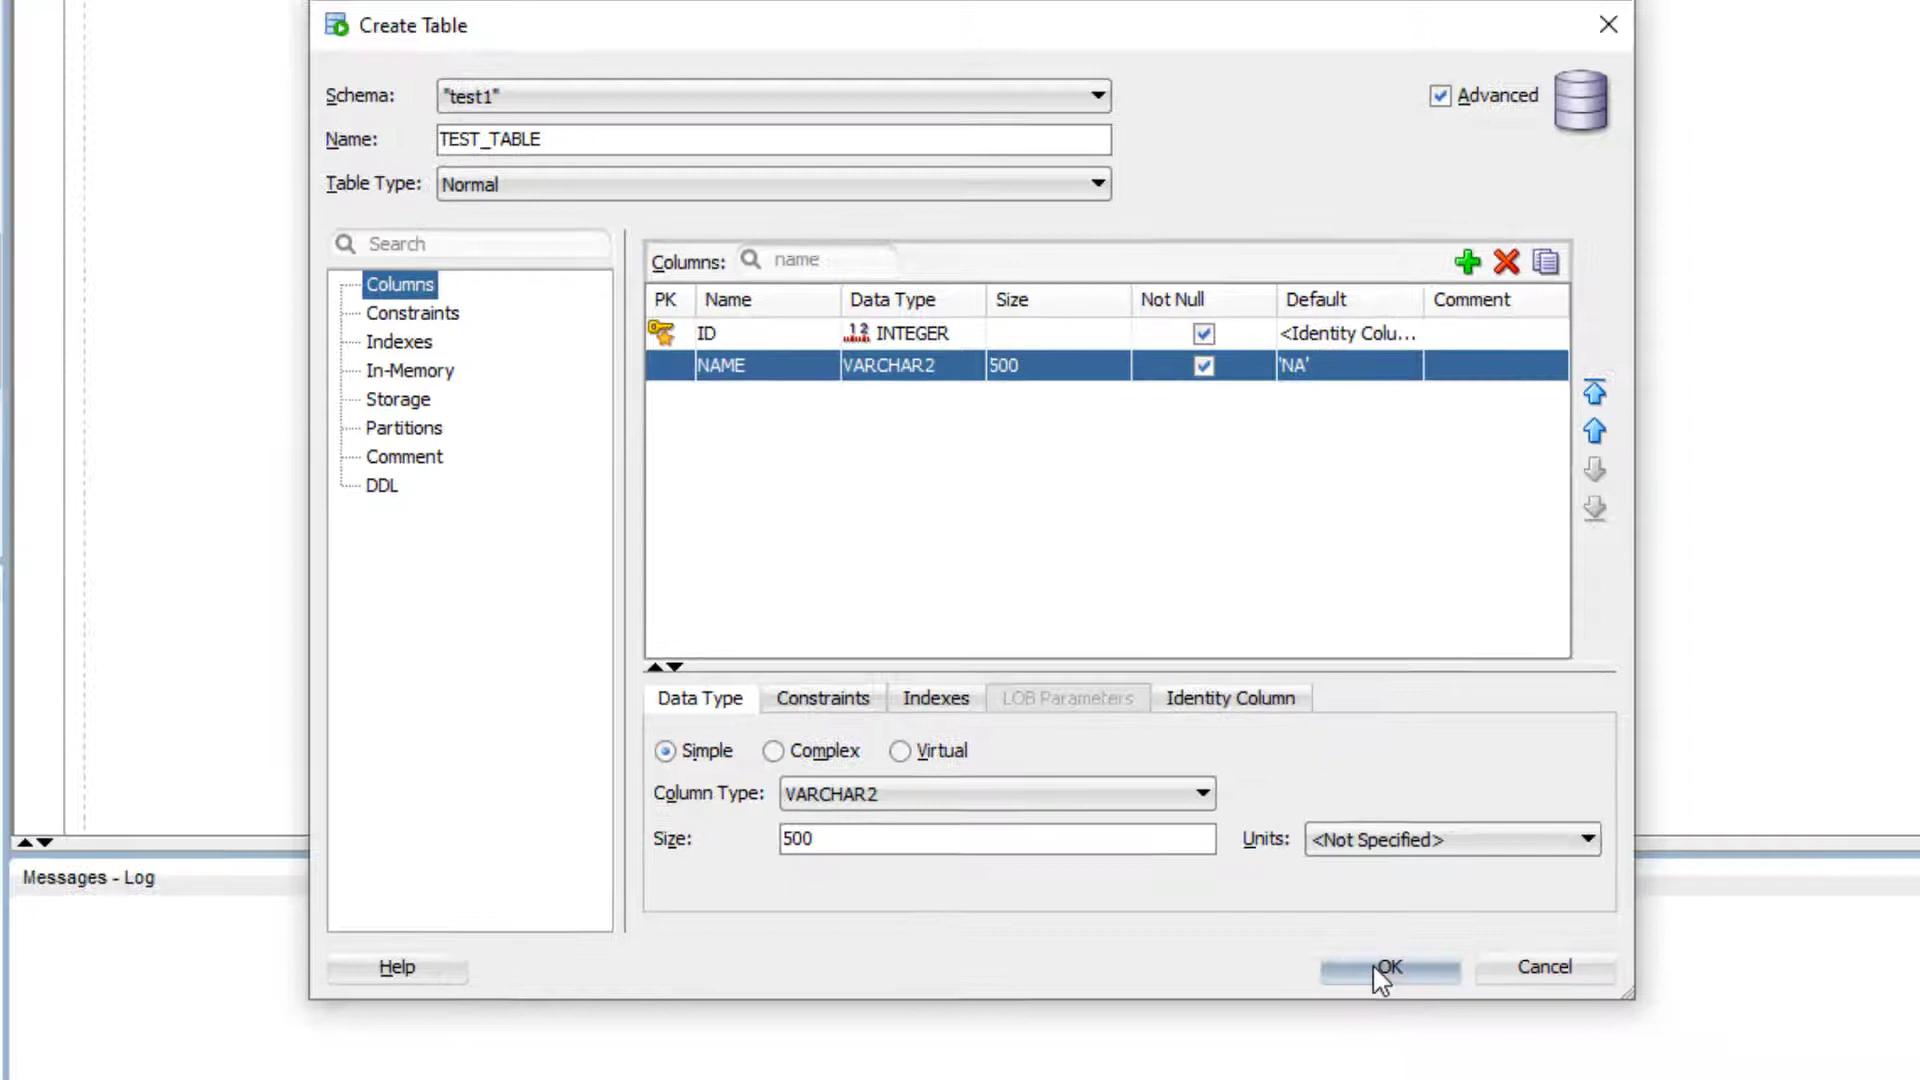 Create Table
Schema: "test1" Advanced
Name: TEST_TABLE
Table Type: Normal
Search
Columns
Constraints
Indexes
In-Memory
Storage
Partitions
Comment
DDL
Columns: name
PK Name Data Type Size Not Null Default Comment
ID INTEGER <Identity Colu...
NAME VARCHAR2 500 'NA'
Data Type Constraints Indexes LOB Parameters Identity Column
Simple Complex Virtual
Column Type: VARCHAR2
Size: 500 Units: <Not Specified>
Messages - Log
Help OK Cancel